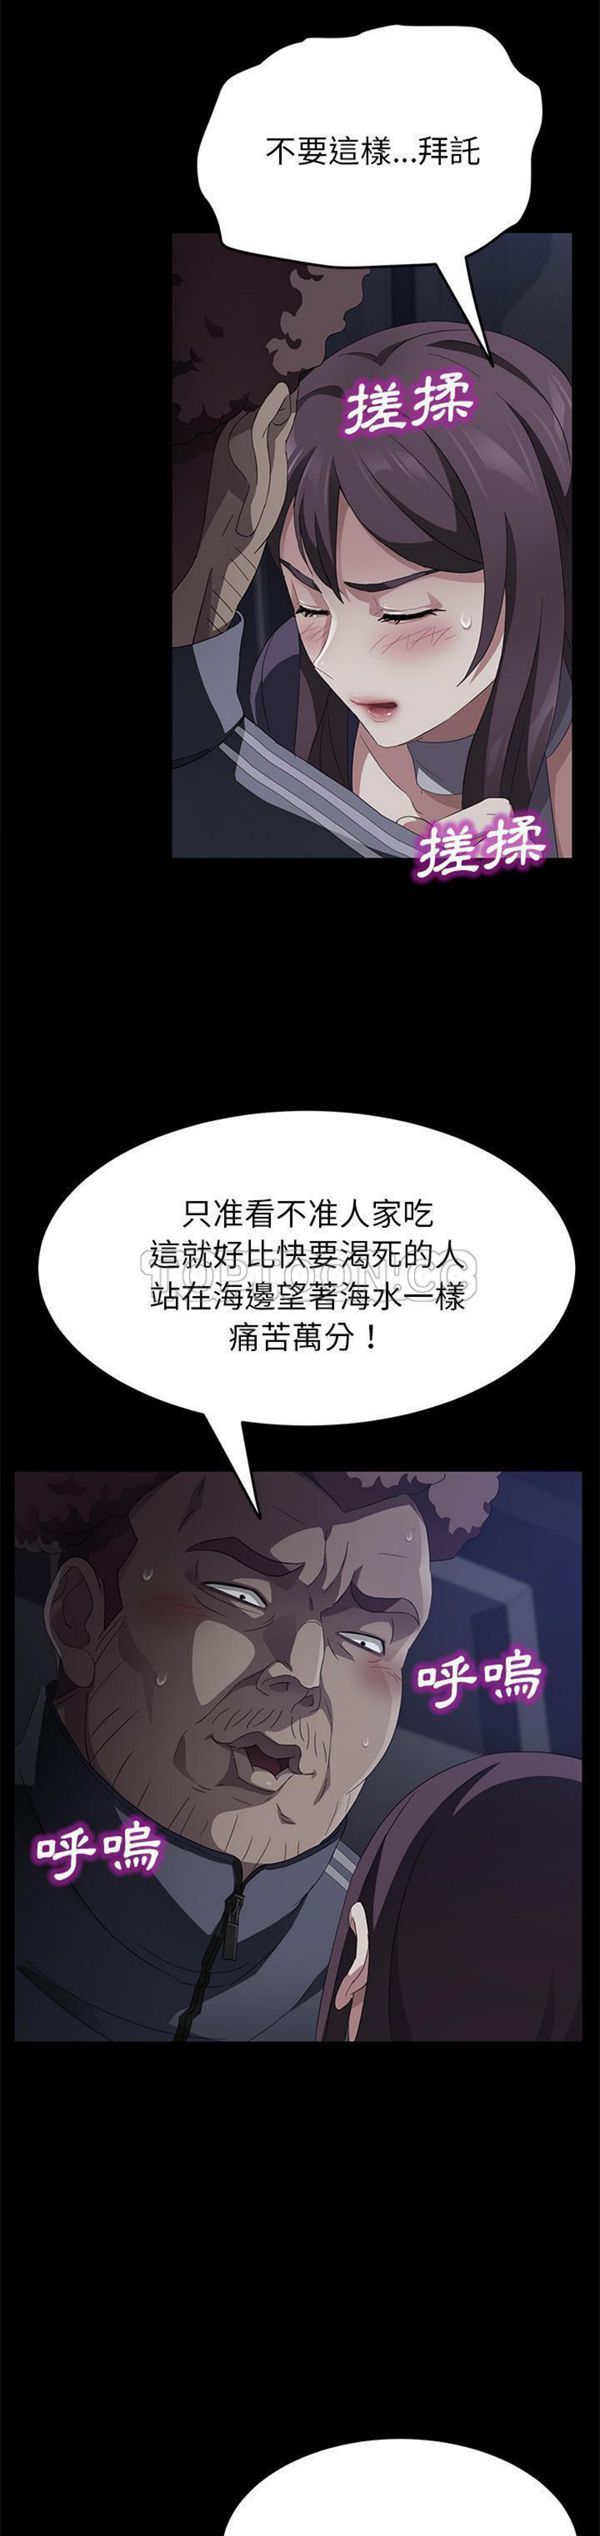 不要這樣...拜託
搓揉
搓揉
只准看不准人家吃
這就好比快要渴死的人
TOPTOON.CC
站在海邊望著海水一樣
痛苦萬分！
呼嗚
呼嗚